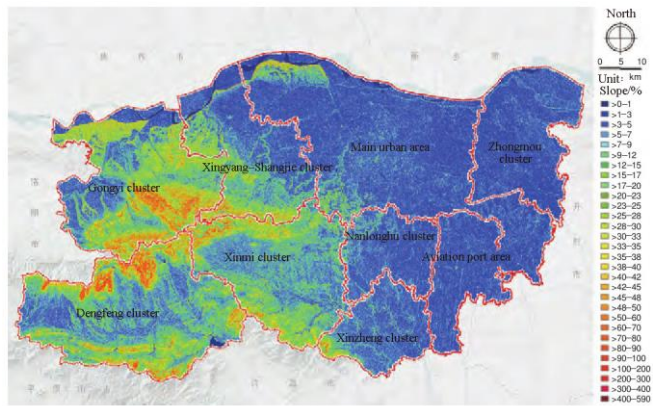 North
0 5 10
Unit: km
Slope/%
>0–1
>1–3
>3–5
>5–7
>7–9
>9–12
>12–15
>15–17
>17–20
>20–23
>23–25
>25–28
>28–30
>30–33
>33–35
>35–38
>38–40
>40–42
>42–45
>45–48
>48–50
>50–60
>60–70
>70–80
>80–90
>90–100
>100–200
>200–300
>300–400
>400–590
Main urban area
Zhongmou
cluster
Xingyang–Shangjie cluster
Gongyi cluster
Nanlonghu cluster
Xinmi cluster
Aviation port area
Dengfeng cluster
Xinzheng cluster